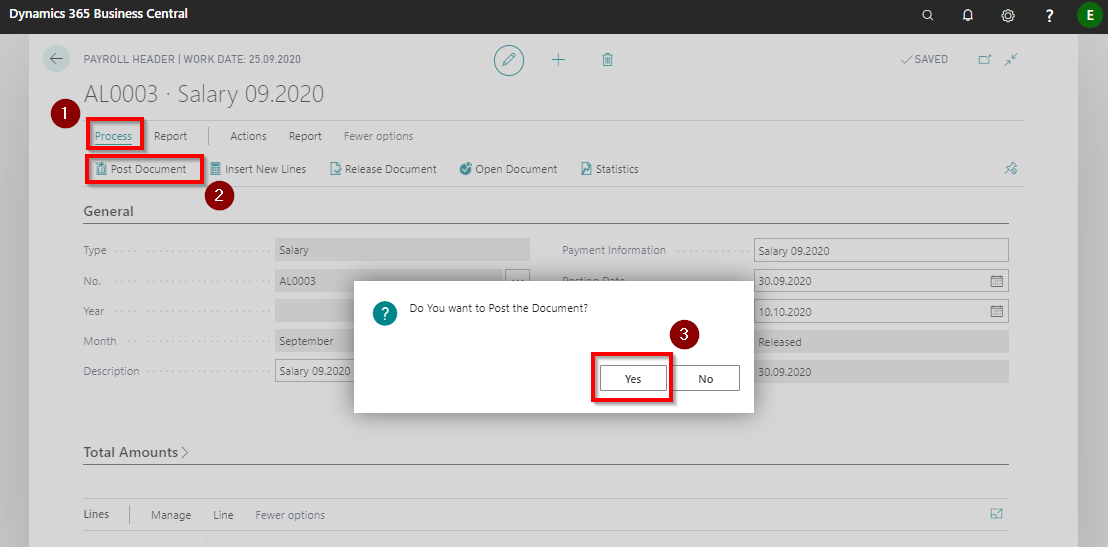 Dynamics 365 Business Central
?
E
PAYROLL HEADER | WORK DATE: 25.09.2020
SAVED
AL0003 · Salary 09.2020
1
Process Report Actions Report Fewer options
Post Document Insert New Lines Release Document Open Document Statistics
2
General
Type Salary Payment Information Salary 09.2020
No. AL0003 ... Posting Date 30.09.2020
Year 10.10.2020
Month September Released
Description Salary 09.2020 30.09.2020
? Do You want to Post the Document?
3
Yes No
Total Amounts
Lines Manage Line Fewer options